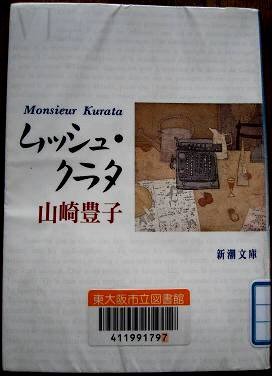 Monsieur Kurata
ムッシュ・
クラタ
山崎豊子
新潮文庫
東大阪市立図書館
411991797